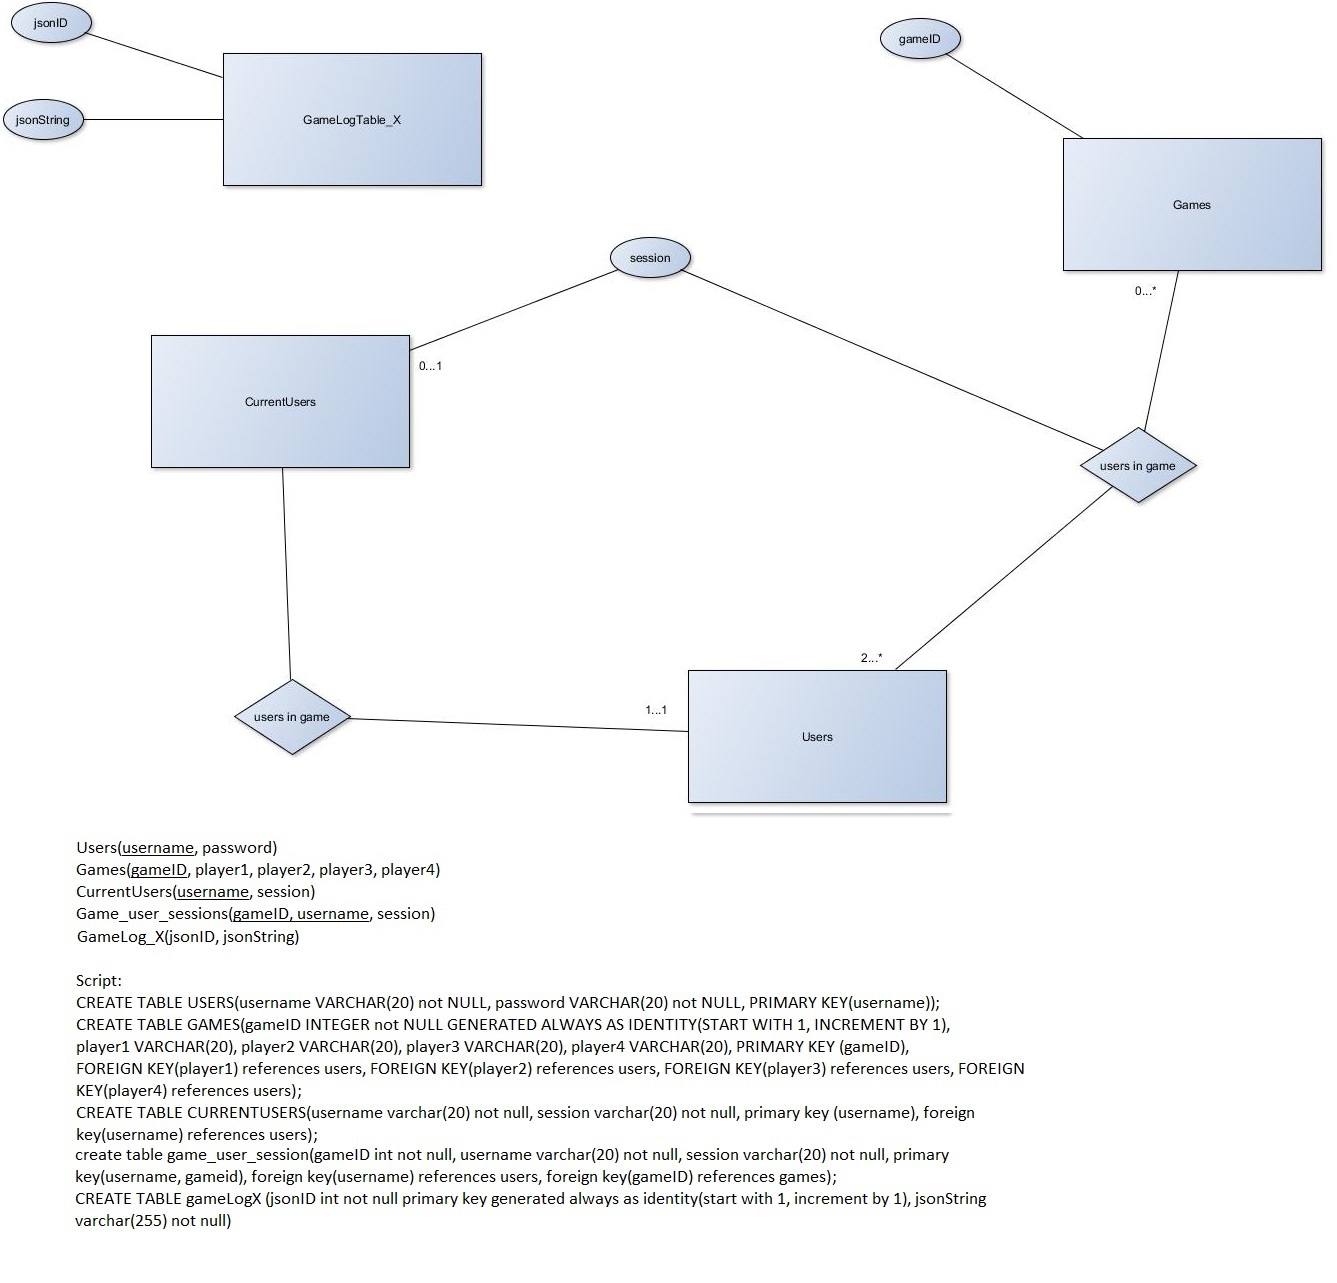 jsonID
gameID
jsonString
GameLogTable_X
Games
session
0...*
0...1
CurrentUsers
users in game
2...*
1...1
users in game
Users
Users(username, password)
Games(gameID, player1, player2, player3, player4)
CurrentUsers(username, session)
Game_user_sessions(gameID, username, session)
GameLog_X(jsonID, jsonString)
Script:
CREATE TABLE USERS(username VARCHAR(20) not NULL, password VARCHAR(20) not NULL, PRIMARY KEY(username));
CREATE TABLE GAMES(gameID INTEGER not NULL GENERATED ALWAYS AS IDENTITY(START WITH 1, INCREMENT BY 1),
player1 VARCHAR(20), player2 VARCHAR(20), player3 VARCHAR(20), player4 VARCHAR(20), PRIMARY KEY (gameID),
FOREIGN KEY(player1) references users, FOREIGN KEY(player2) references users, FOREIGN KEY(player3) references users, FOREIGN
KEY(player4) references users);
CREATE TABLE CURRENTUSERS(username varchar(20) not null, session varchar(20) not null, primary key (username), foreign
key(username) references users);
create table game_user_session(gameID int not null, username varchar(20) not null, session varchar(20) not null, primary
key(username, gameid), foreign key(username) references users, foreign key(gameID) references games);
CREATE TABLE gameLogX (jsonID int not null primary key generated always as identity(start with 1, increment by 1), jsonString
varchar(255) not null)